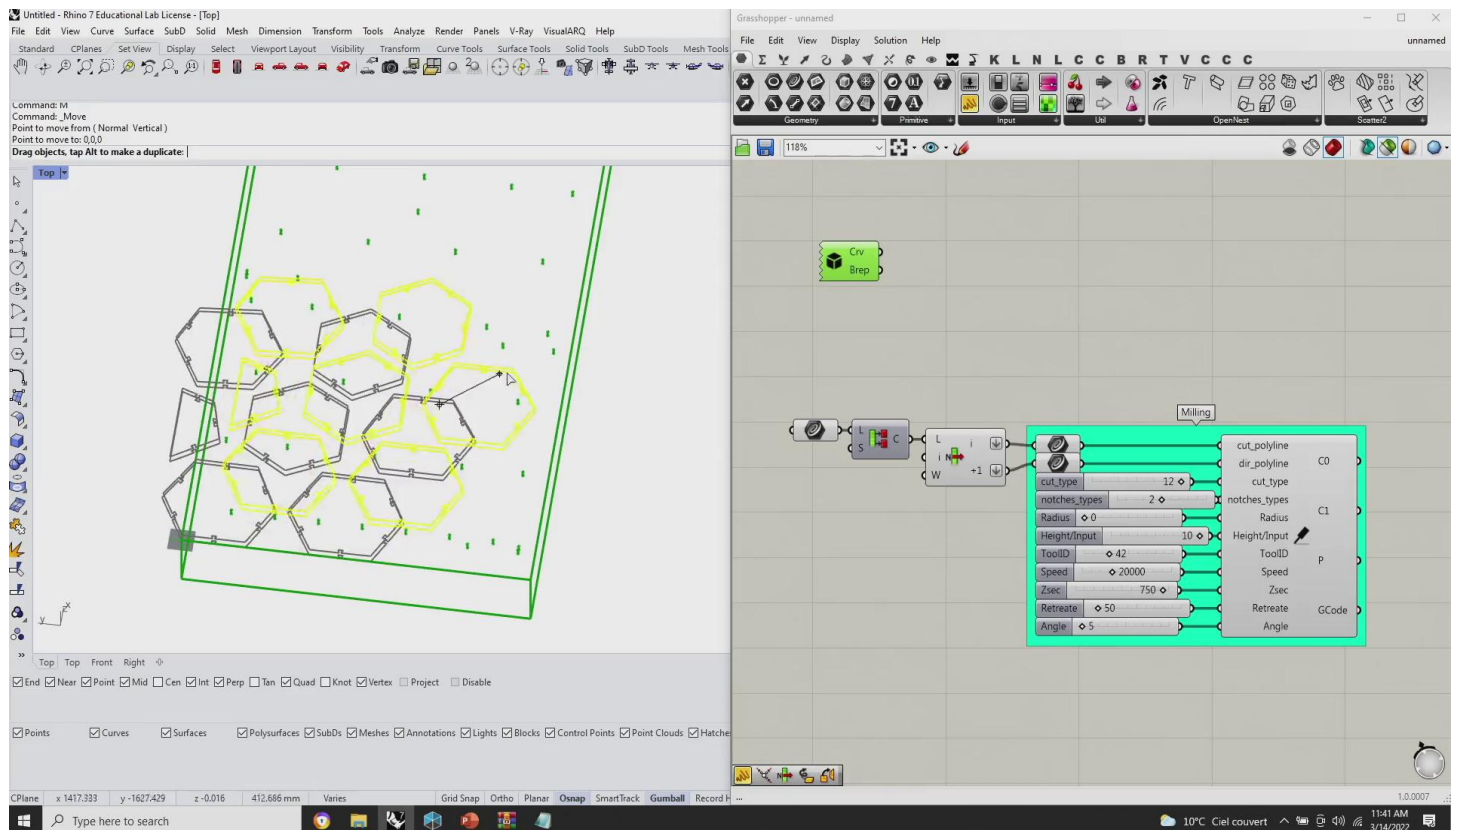 Untitled - Rhino 7 Educational Lab License - [Top]
File Edit View Curve Surface SubD Solid Mesh Dimension Transform Tools Analyze Render Panels V-Ray VisualARQ Help
Standard CPlanes Set View Display Select Viewport Layout Visibility Transform Curve Tools Surface Tools Solid Tools SubD Tools Mesh Tools
Command: M
Command: _Move
Point to move from ( Normal Vertical )
Point to move to: 0,0,0
Drag objects, tap Alt to make a duplicate:
Top
y x
Top Top Front Right
End Near Point Mid Cen Int Perp Tan Quad Knot Vertex Project Disable
Points Curves Surfaces Polysurfaces SubDs Meshes Annotations Lights Blocks Control Points Point Clouds Hatche
CPlane x 1417.333 y -1627.429 z -0.016 412.686 mm Varies Grid Snap Ortho Planar Osnap SmartTrack Gumball Record H
Grasshopper - unnamed
File Edit View Display Solution Help unnamed
K L N L C C B R T V C C C
Geometry Primitive Input Util OpenNest Scatter2
118%
Crv
Brep
L
S
C
L
i
W
i
+1
N
Milling
cut_polyline
dir_polyline
cut_type 12 cut_type
notches_types 2 notches_types
Radius 0 Radius
Height/Input 10 Height/Input
ToolID 42 ToolID
Speed 20000 Speed
Zsec 750 Zsec
Retreate 50 Retreate
Angle 5 Angle
C0
C1
P
GCode
...
1.0.0007
Type here to search
10°C Ciel couvert
11:41 AM
3/14/2022